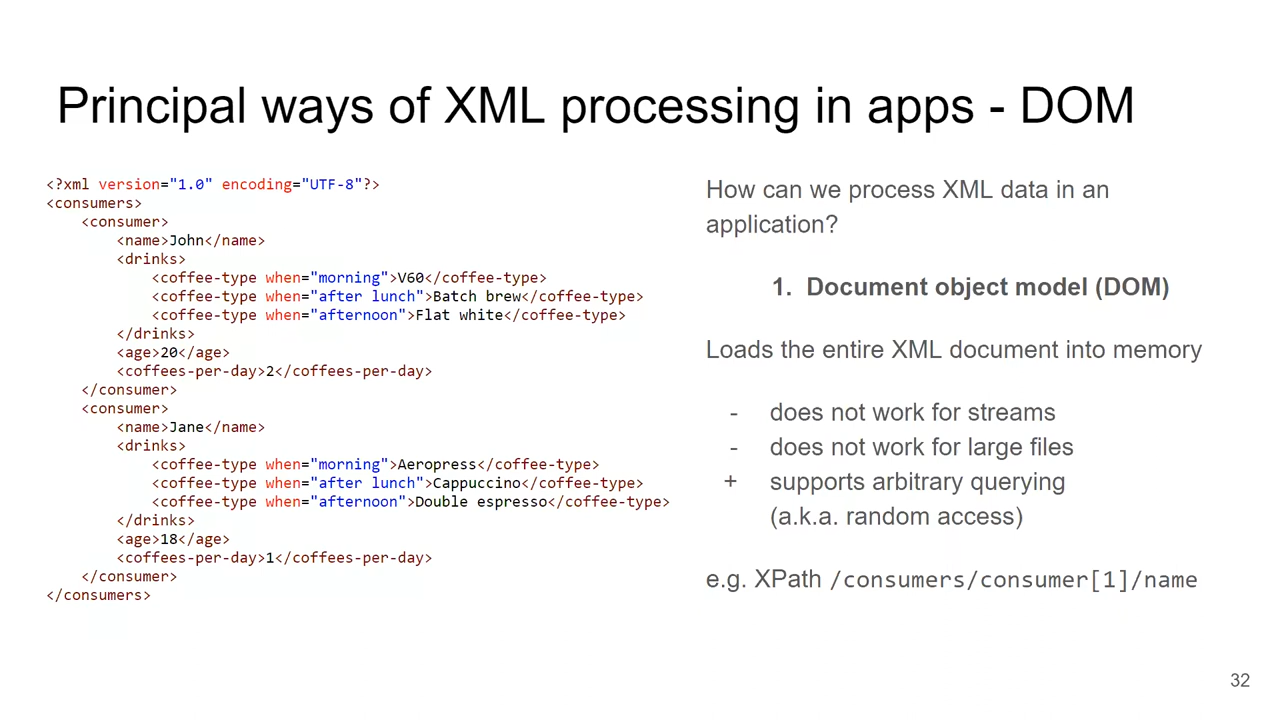 Principal ways of XML processing in apps - DOM
<?xml version="1.0" encoding="UTF-8"?>
<consumers>
    <consumer>
        <name>John</name>
        <drinks>
            <coffee-type when="morning">V60</coffee-type>
            <coffee-type when="after lunch">Batch brew</coffee-type>
            <coffee-type when="afternoon">Flat white</coffee-type>
        </drinks>
        <age>20</age>
        <coffees-per-day>2</coffees-per-day>
    </consumer>
    <consumer>
        <name>Jane</name>
        <drinks>
            <coffee-type when="morning">Aeropress</coffee-type>
            <coffee-type when="after lunch">Cappuccino</coffee-type>
            <coffee-type when="afternoon">Double espresso</coffee-type>
        </drinks>
        <age>18</age>
        <coffees-per-day>1</coffees-per-day>
    </consumer>
</consumers>
How can we process XML data in an
application?
1. Document object model (DOM)
Loads the entire XML document into memory
- does not work for streams
- does not work for large files
+ supports arbitrary querying
(a.k.a. random access)
e.g. XPath /consumers/consumer[1]/name
32